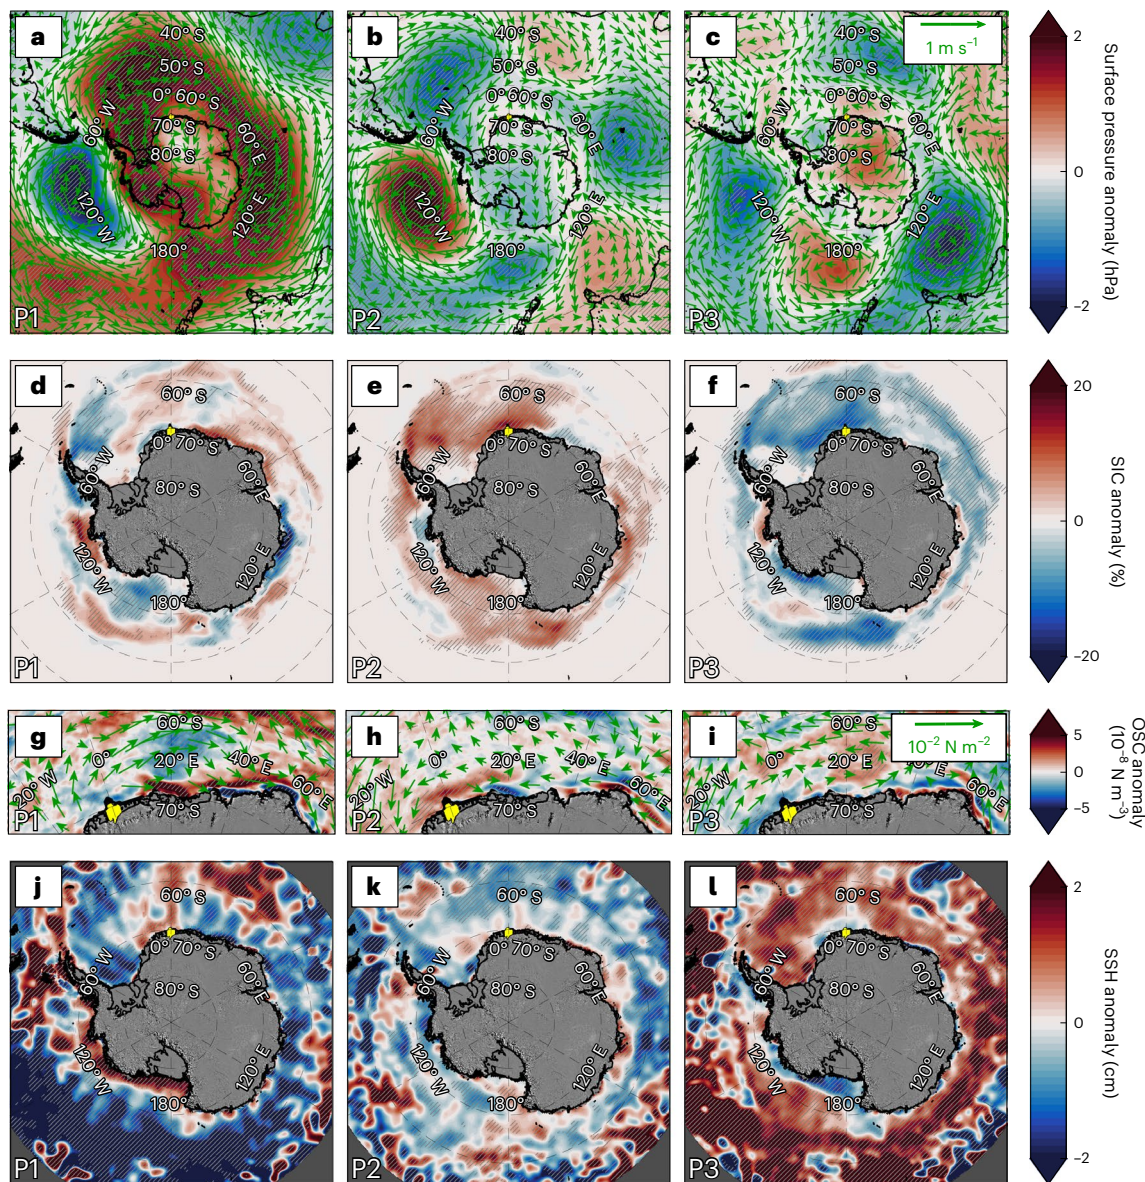 a
40° S
50° S
0° 60° S
70° S
80° S
60° W
60° E
120° W
120° E
180°
P1
b
40° S
50° S
0° 60° S
70° S
80° S
60° W
60° E
120° W
120° E
180°
P2
c
40° S
50° S
0° 60° S
70° S
80° S
60° W
60° E
120° W
120° E
180°
P3
1 m s⁻¹
2
0
−2
Surface pressure anomaly (hPa)
d
60° S
0° 70° S
80° S
60° W
60° E
120° W
120° E
180°
P1
e
60° S
0° 70° S
80° S
60° W
60° E
120° W
120° E
180°
P2
f
60° S
0° 70° S
80° S
60° W
60° E
120° W
120° E
180°
P3
20
0
−20
SIC anomaly (%)
g
60° S
20° W
0°
20° E
40° E
60° E
70° S
P1
h
60° S
20° W
0°
20° E
40° E
60° E
70° S
P2
i
60° S
20° W
0°
20° E
60° E
70° S
P3
10⁻² N m⁻²
5
0
−5
OSC anomaly
(10⁻⁸ N m⁻³)
j
60° S
0° 70° S
80° S
60° W
60° E
120° W
120° E
180°
P1
k
60° S
0° 70° S
80° S
60° W
60° E
120° W
120° E
180°
P2
l
60° S
0° 70° S
80° S
60° W
60° E
120° W
120° E
180°
P3
2
0
−2
SSH anomaly (cm)